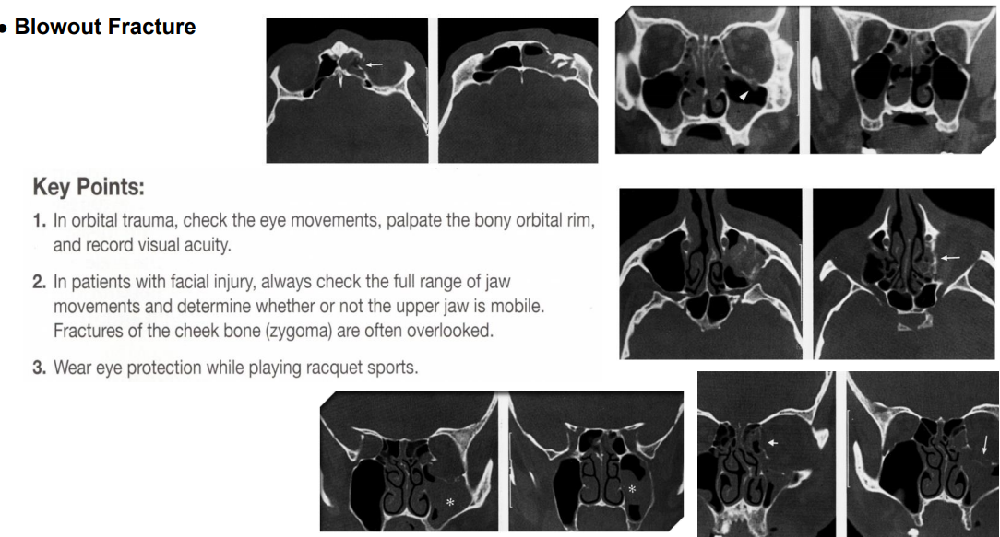 • Blowout Fracture
Key Points:
1. In orbital trauma, check the eye movements, palpate the bony orbital rim,
and record visual acuity.
2. In patients with facial injury, always check the full range of jaw
movements and determine whether or not the upper jaw is mobile.
Fractures of the cheek bone (zygoma) are often overlooked.
3. Wear eye protection while playing racquet sports.
*
*